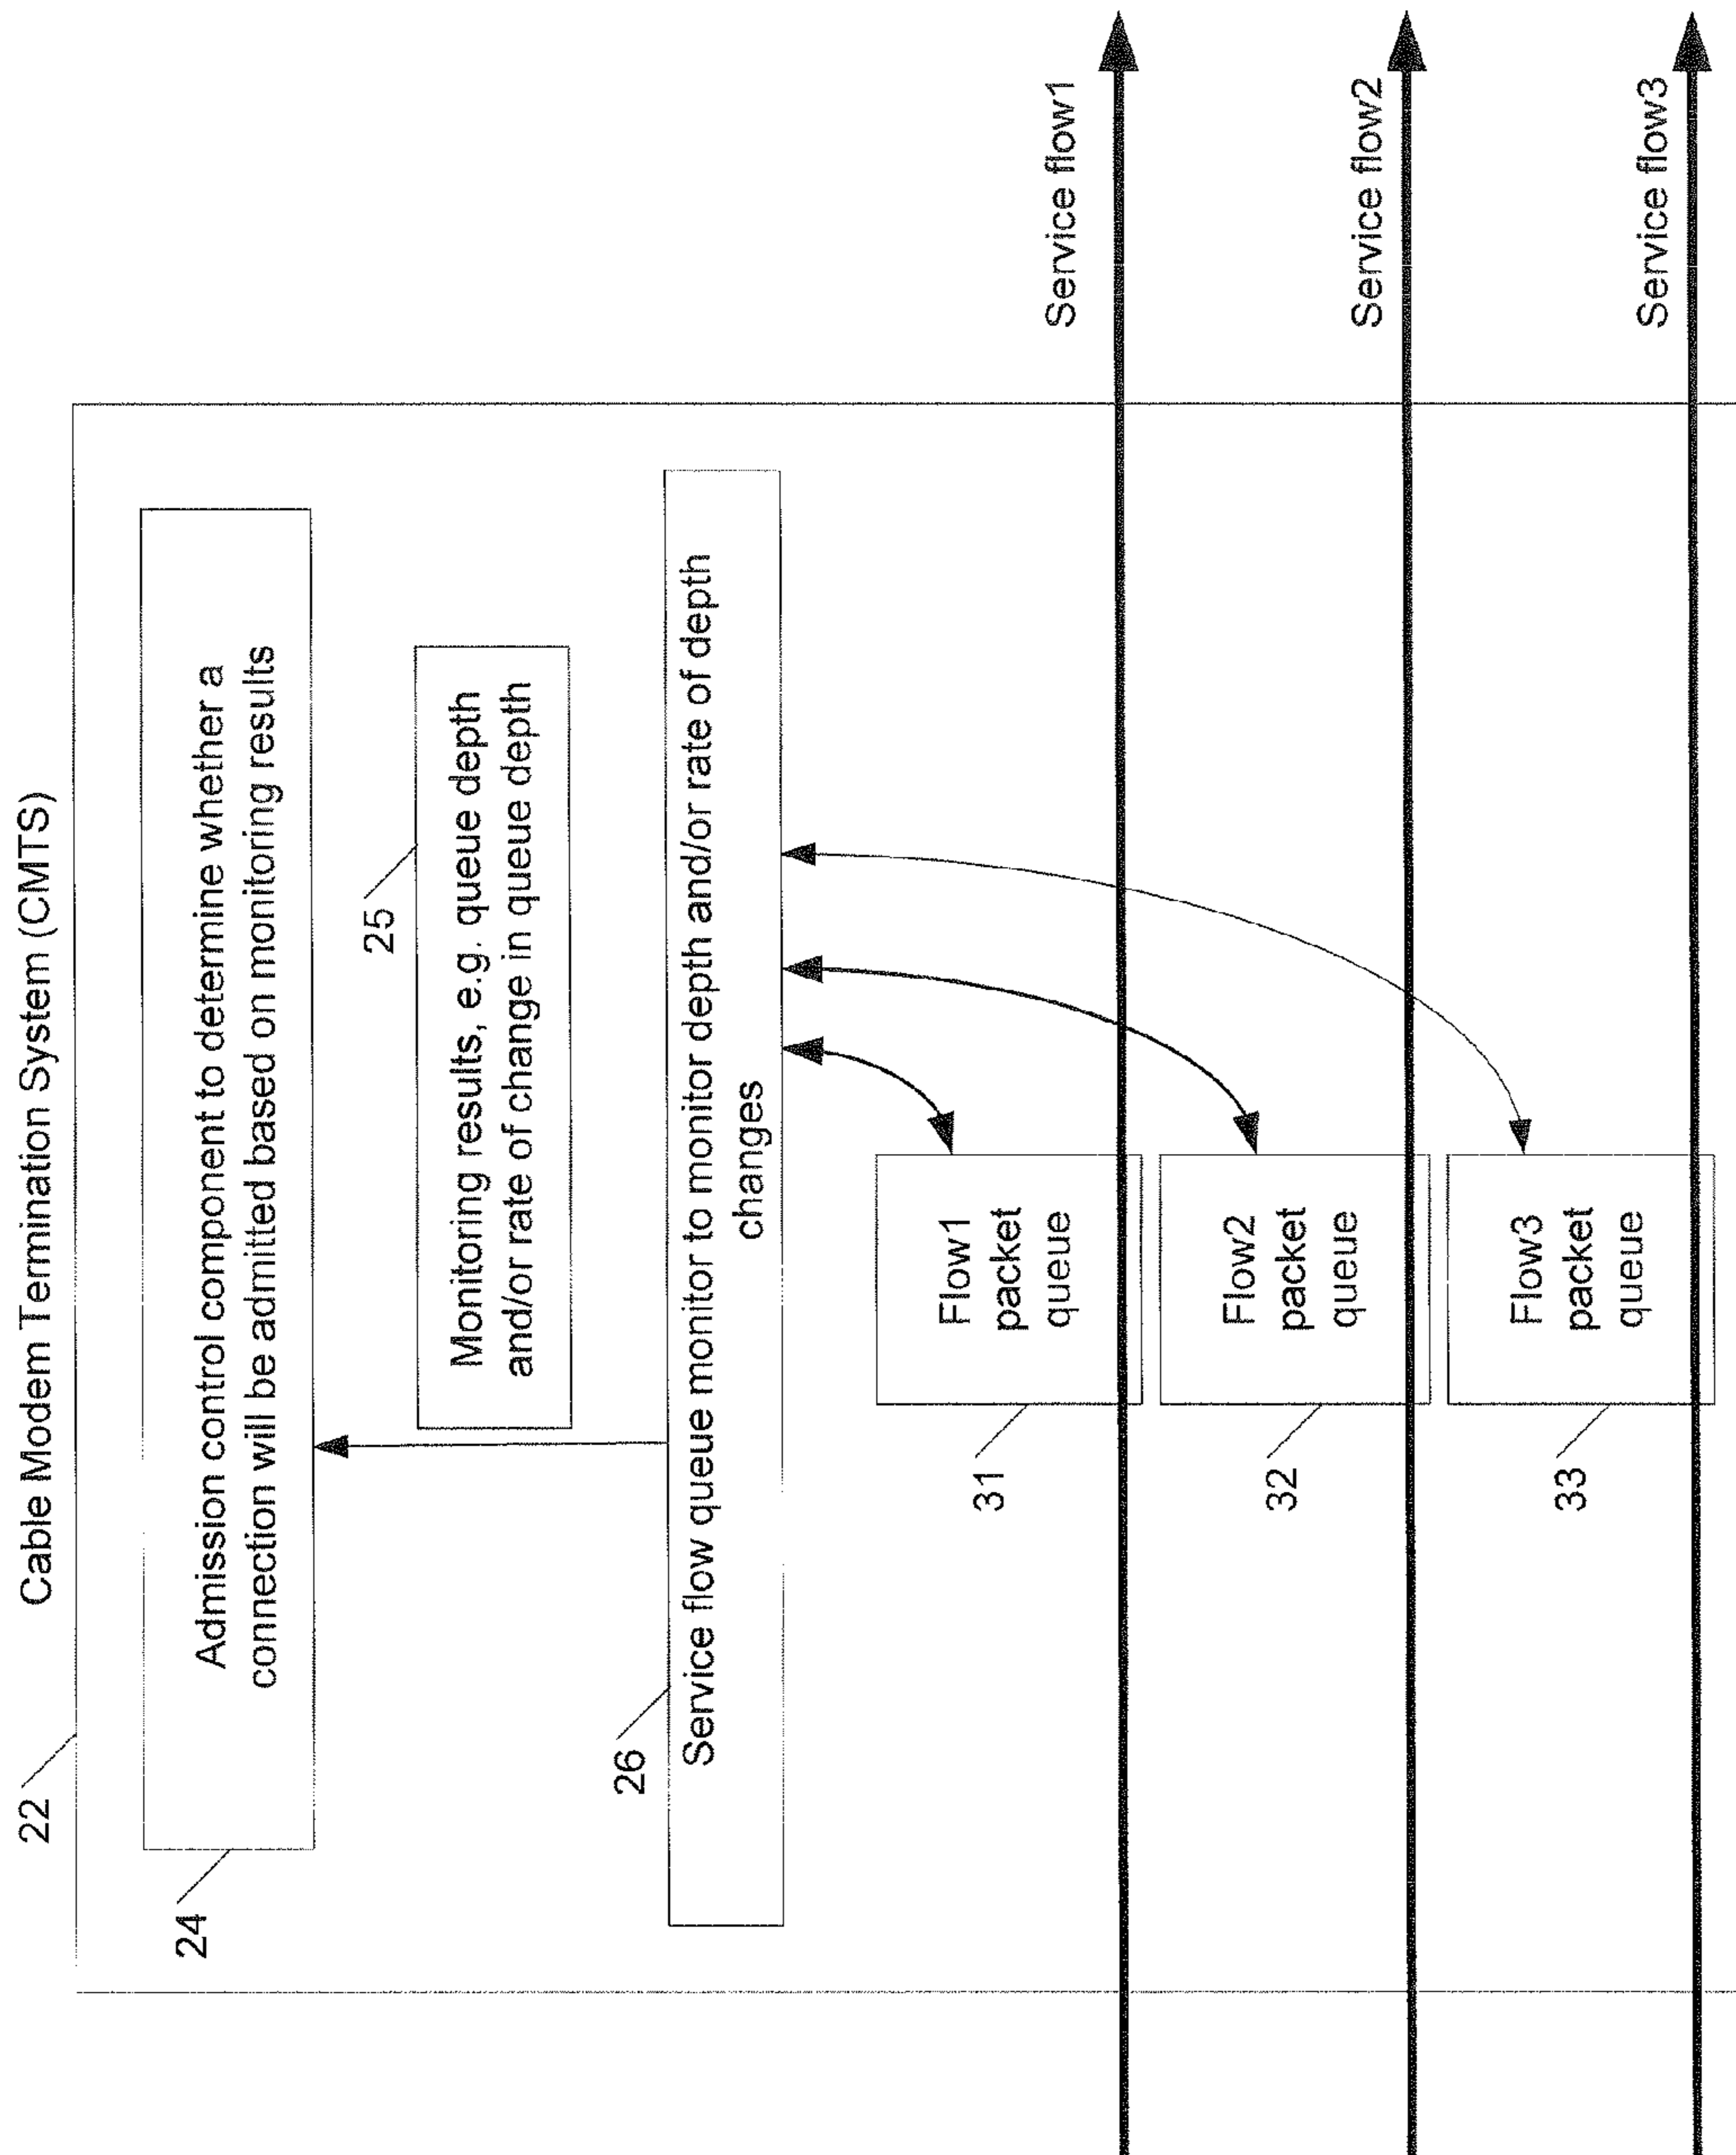 Cable Modem Termination System (CMTS)
22
24
Admission control component to determine whether a
connection will be admitted based on monitoring results
25
Monitoring results, e.g. queue depth
and/or rate of change in queue depth
26
Service flow queue monitor to monitor depth and/or rate of depth
changes
31
Flow1
packet
queue
Service flow1
32
Flow2
packet
queue
Service flow2
33
Flow3
packet
queue
Service flow3